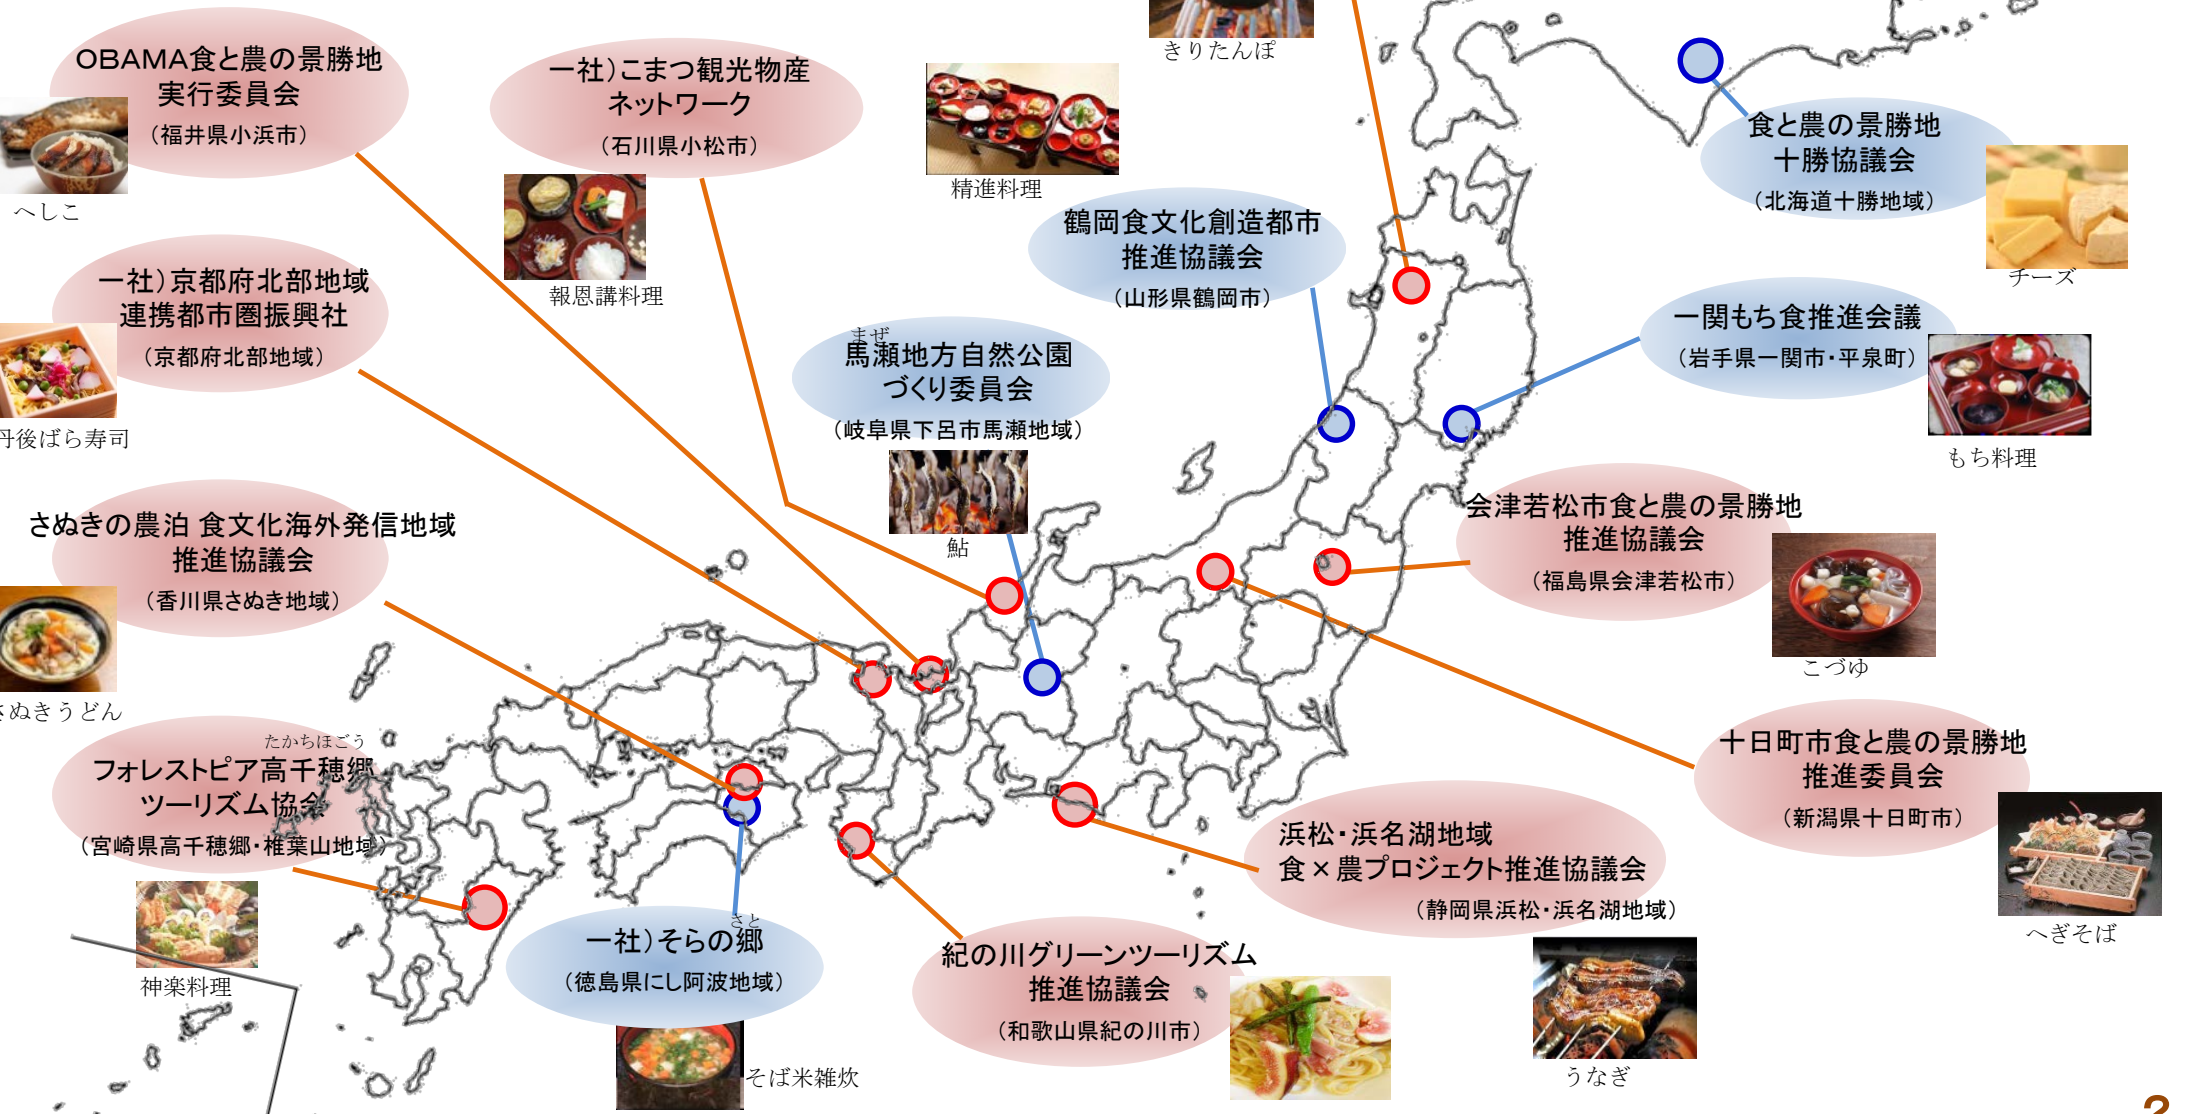 きりたんぽ
OBAMA食と農の景勝地
実行委員会
（福井県小浜市）
へしこ
一社）こまつ観光物産
ネットワーク
（石川県小松市）
報恩講料理
精進料理
鶴岡食文化創造都市
推進協議会
（山形県鶴岡市）
食と農の景勝地
十勝協議会
（北海道十勝地域）
チーズ
一社）京都府北部地域
連携都市圏振興社
（京都府北部地域）
丹後ばら寿司
まぜ
馬瀬地方自然公園
づくり委員会
（岐阜県下呂市馬瀬地域）
鮎
一関もち食推進会議
（岩手県一関市・平泉町）
もち料理
さぬきの農泊 食文化海外発信地域
推進協議会
（香川県さぬき地域）
さぬきうどん
会津若松市食と農の景勝地
推進協議会
（福島県会津若松市）
こづゆ
たかちほごう
フォレストピア高千穂郷
ツーリズム協会
（宮崎県高千穂郷・椎葉山地域）
神楽料理
十日町市食と農の景勝地
推進委員会
（新潟県十日町市）
へぎそば
浜松・浜名湖地域
食×農プロジェクト推進協議会
（静岡県浜松・浜名湖地域）
うなぎ
さと
一社）そらの郷
（徳島県にし阿波地域）
そば米雑炊
紀の川グリーンツーリズム
推進協議会
（和歌山県紀の川市）